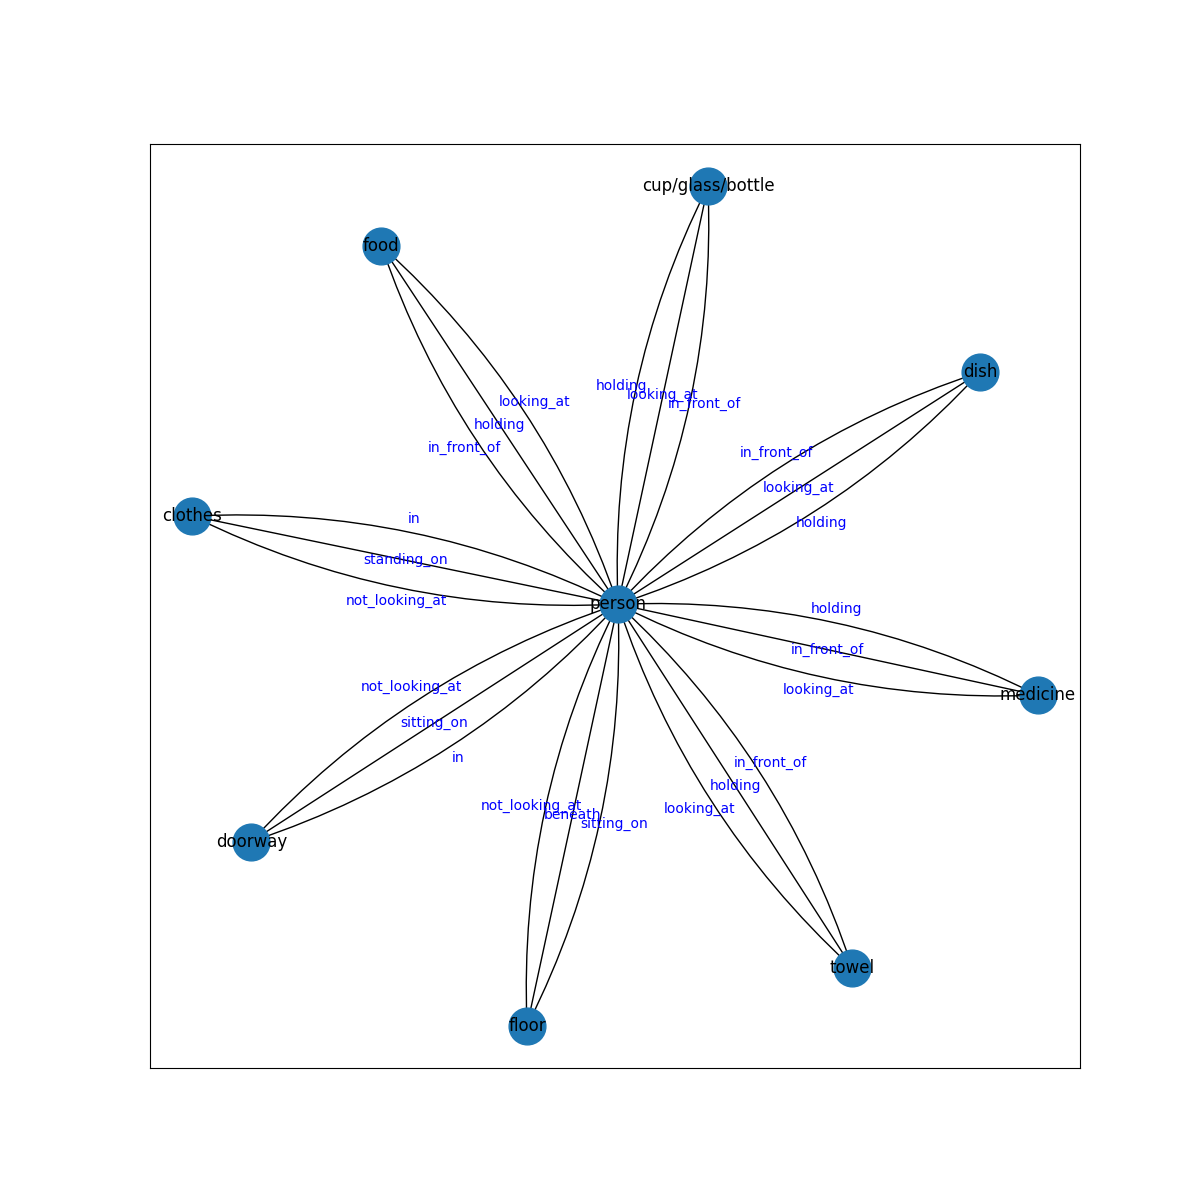 cup/glass/bottle
food
dish
holding
looking_at
in_front_of
looking_at
holding
in_front_of
in_front_of
looking_at
holding
clothes
in
standing_on
not_looking_at
person
holding
in_front_of
looking_at
medicine
not_looking_at
sitting_on
in
in_front_of
holding
looking_at
not_looking_at
beneath
sitting_on
doorway
towel
floor